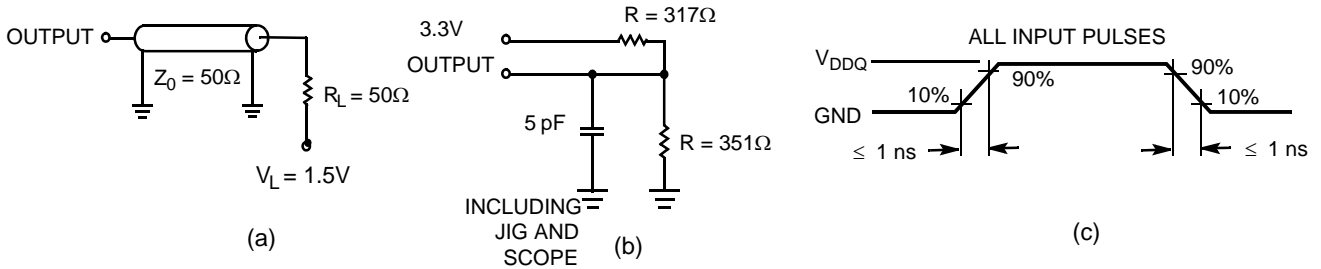 OUTPUT
Z0 = 50Ω
RL = 50Ω
VL = 1.5V
(a)
3.3V
OUTPUT
R = 317Ω
5 pF
R = 351Ω
INCLUDING
JIG AND
SCOPE
(b)
ALL INPUT PULSES
VDDQ
GND
10%
90%
90%
10%
≤ 1 ns
≤ 1 ns
(c)